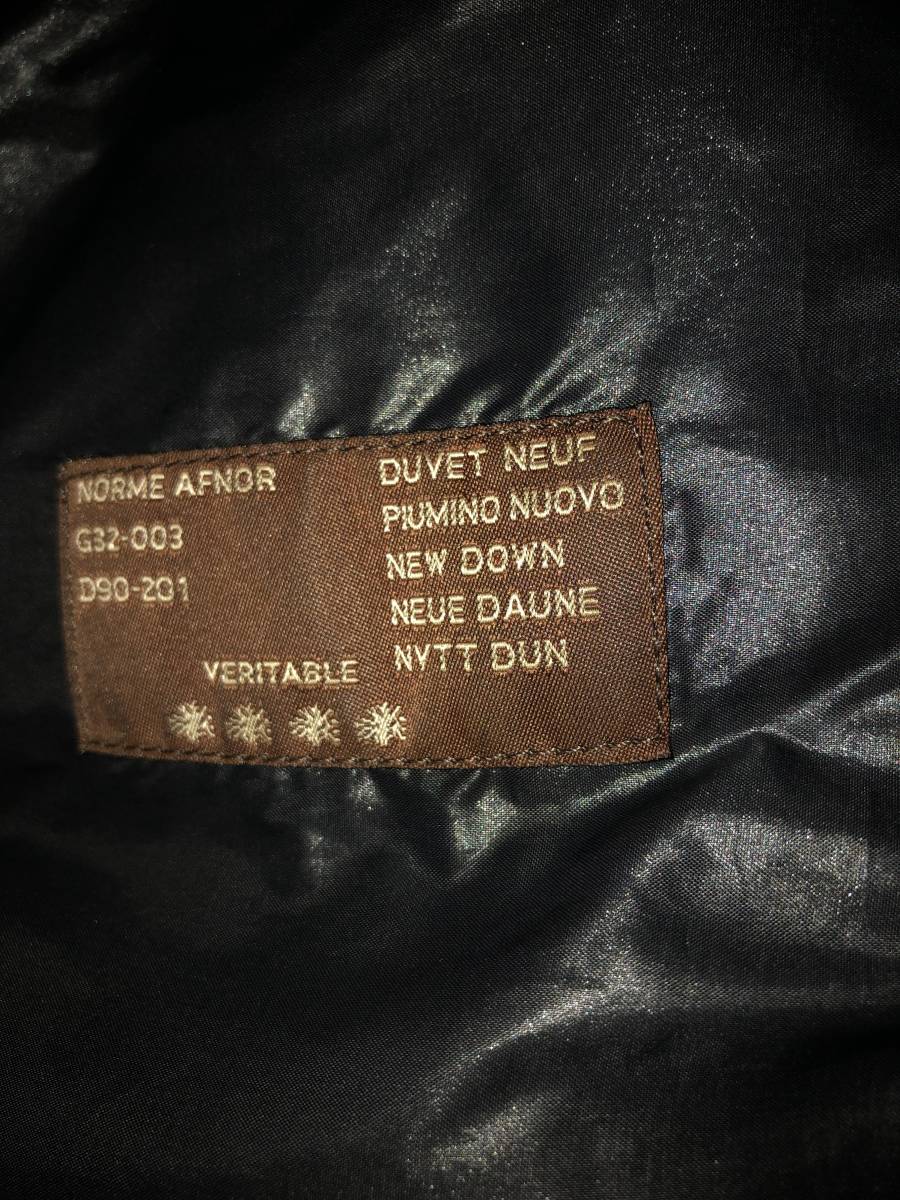 NORME AFNOR
G32-003
D90-201
VERITABLE
DUVET NEUF
PIUMINO NUOVO
NEW DOWN
NEUE DAUNE
NYTT DUN